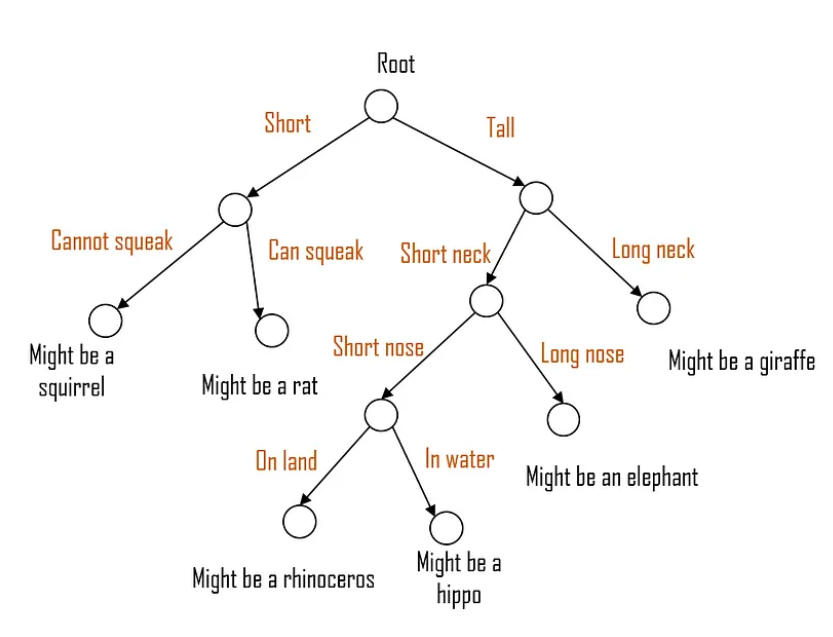 Root
Short
Tall
Cannot squeak
Can squeak
Short neck
Long neck
Might be a
squirrel
Might be a rat
Short nose
Long nose
Might be a giraffe
On land
In water
Might be an elephant
Might be a rhinoceros
Might be a
hippo